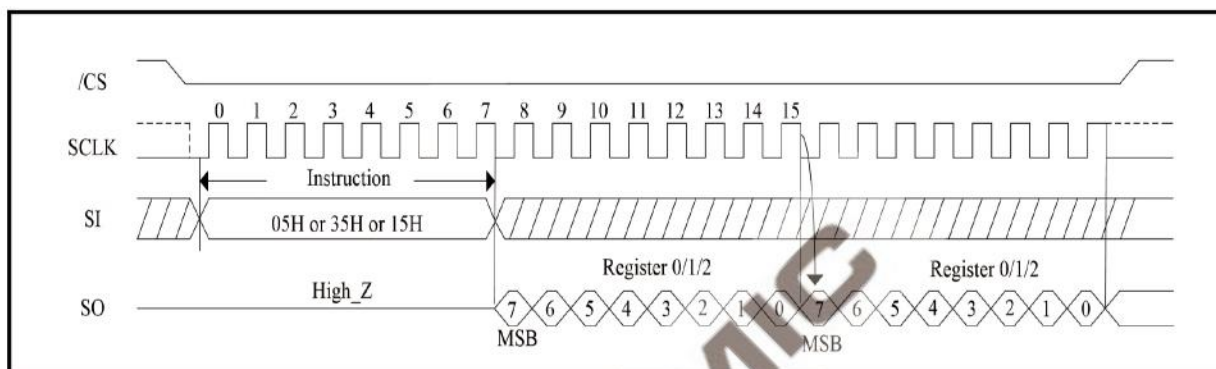 /CS
0 1 2 3 4 5 6 7 8 9 10 11 12 13 14 15
SCLK
Instruction
SI
05H or 35H or 15H
Register 0/1/2 Register 0/1/2
High_Z
SO
7 6 5 4 3 2 1 0 7 6 5 4 3 2 1 0
MSB MSB
MIC